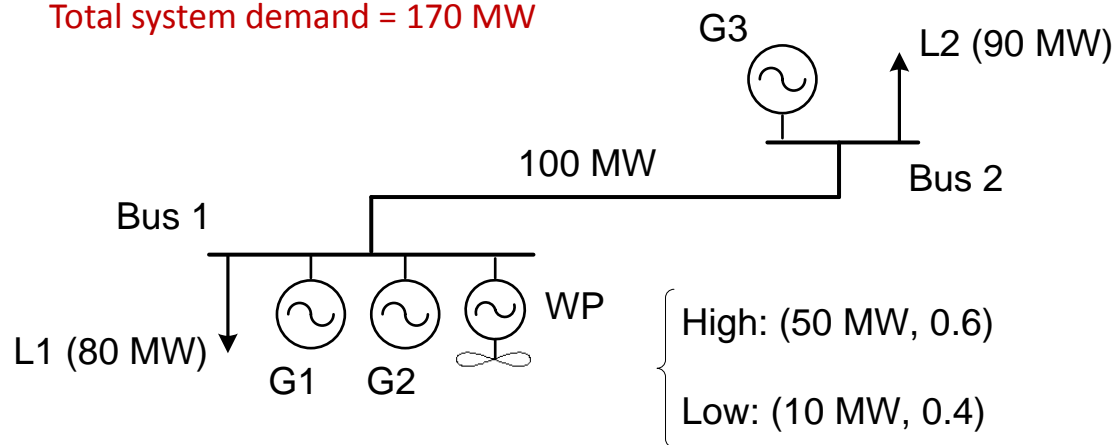 Total system demand = 170 MW
G3
L2 (90 MW)
100 MW
Bus 2
Bus 1
WP
High: (50 MW, 0.6)
L1 (80 MW)
G1 G2
Low: (10 MW, 0.4)